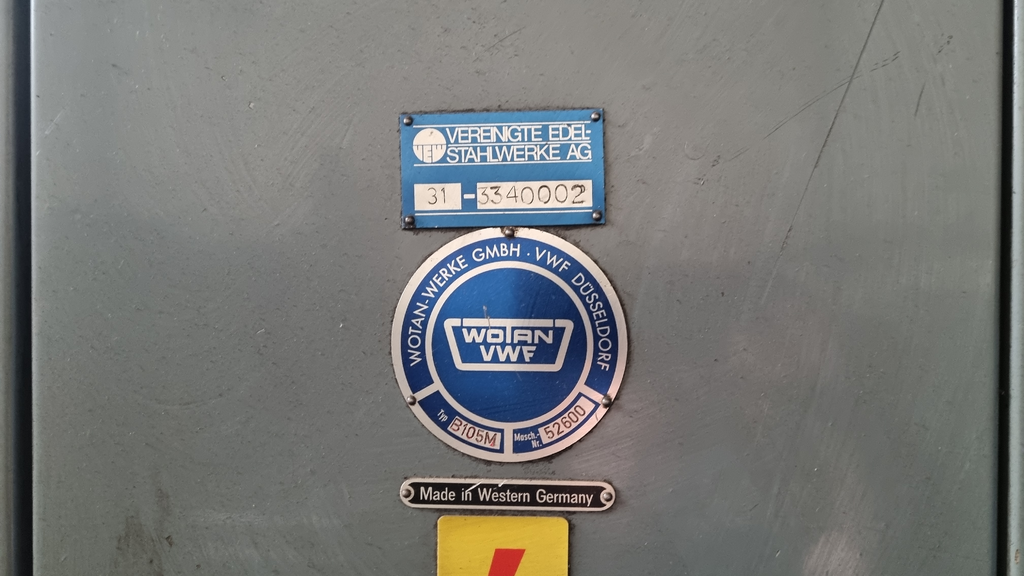 VEREINIGTE EDEL-
STAHLWERKE AG
31-3340002
WOTAN-WERKE GMBH · VWF DÜSSELDORF
WOTAN
VWF
Typ B105M
Masch.-Nr. 52600
Made in Western Germany